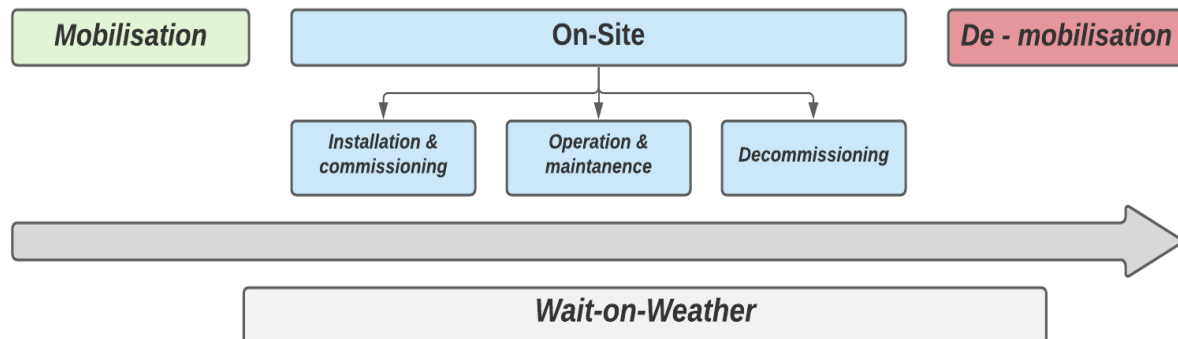 Mobilisation
On-Site
De - mobilisation
Installation &
commissioning
Operation &
maintanence
Decommissioning
Wait-on-Weather